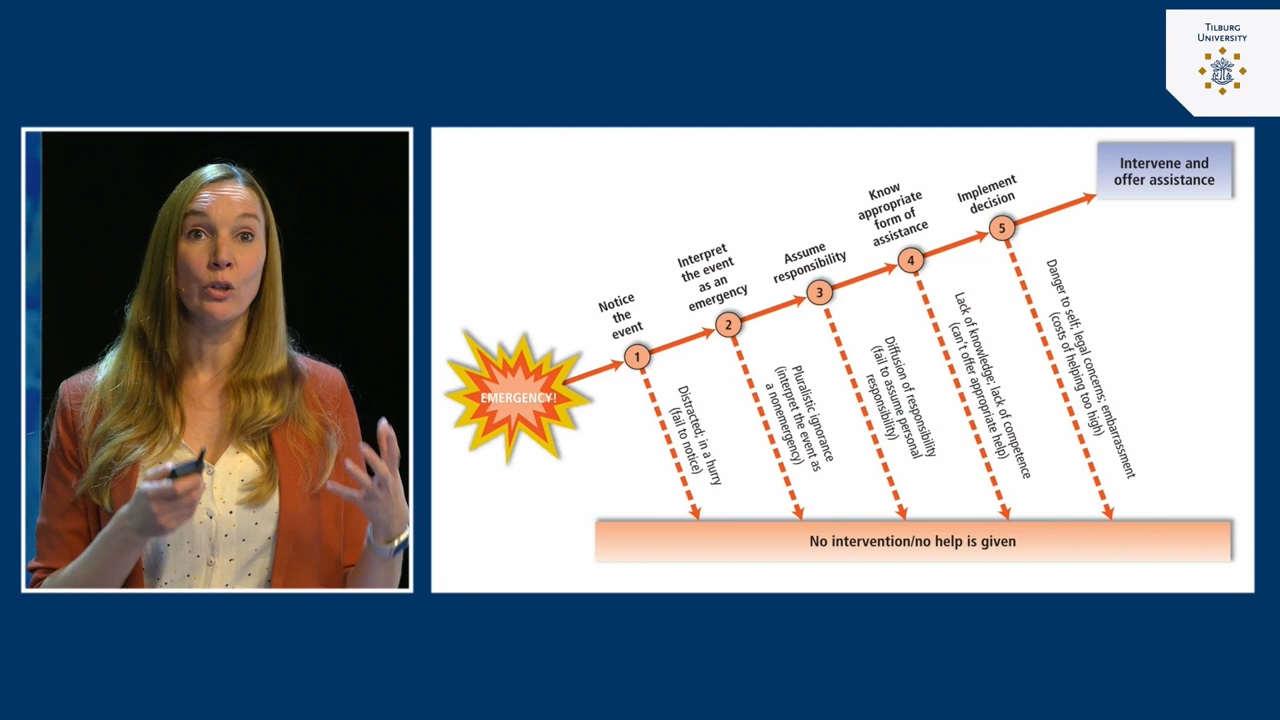 TILBURG
UNIVERSITY
Intervene and
offer assistance
Implement
decision
Know
appropriate
form of
assistance
Assume
responsibility
Interpret
the event
as an
emergency
Notice
the
event
1
2
3
4
5
EMERGENCY!
Distracted; in a hurry
(fail to notice)
Pluralistic ignorance
(interpret the event as
a nonemergency)
Diffusion of responsibility
(fail to assume personal
responsibility)
Lack of knowledge; lack of competence
(can't offer appropriate help)
Danger to self; legal concerns; embarrassment
(costs of helping too high)
No intervention/no help is given